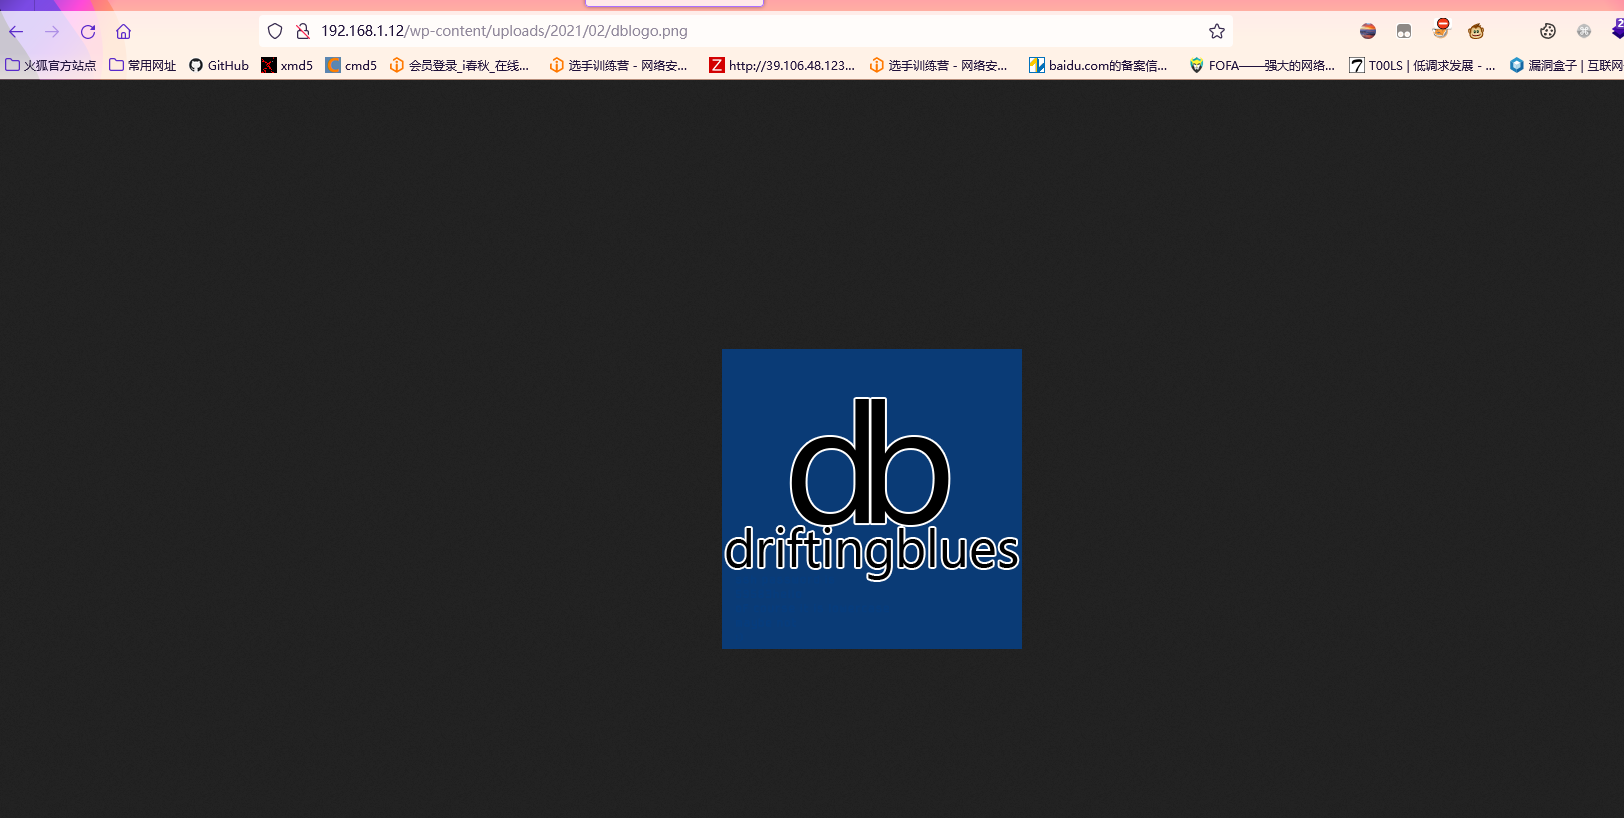 192.168.1.12/wp-content/uploads/2021/02/dblogo.png
火狐官方站点 常用网址 GitHub xmd5 cmd5 会员登录_i春秋_在线... 选手训练营 - 网络安... http://39.106.48.123... 选手训练营 - 网络安... baidu.com的备案信... FOFA——强大的网络... T00LS | 低调求发展 - ... 漏洞盒子 | 互联网
db
driftingblues